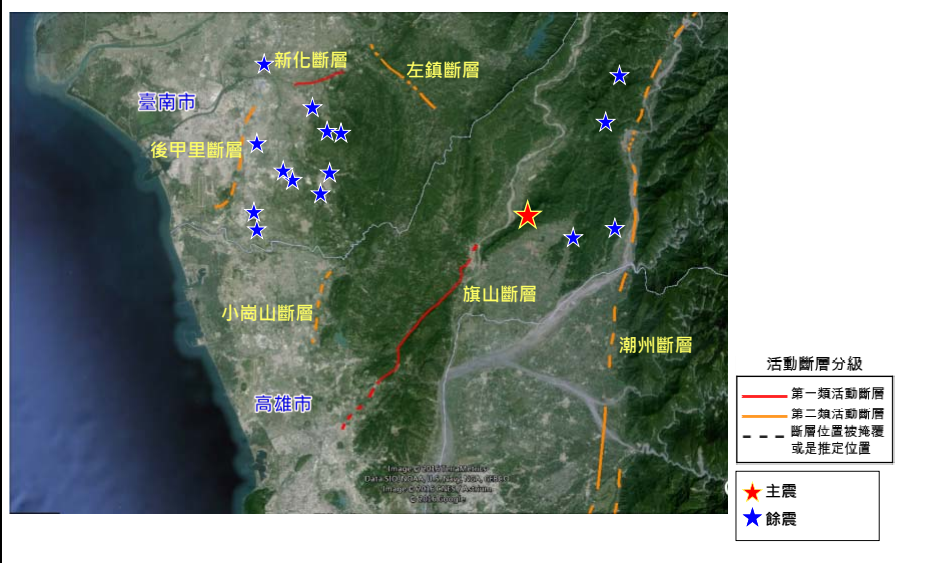 新化斷層
左鎮斷層
臺南市
後甲里斷層
旗山斷層
小崗山斷層
潮州斷層
高雄市
活動斷層分級
第一類活動斷層
第二類活動斷層
斷層位置被掩覆
或是推定位置
主震
餘震